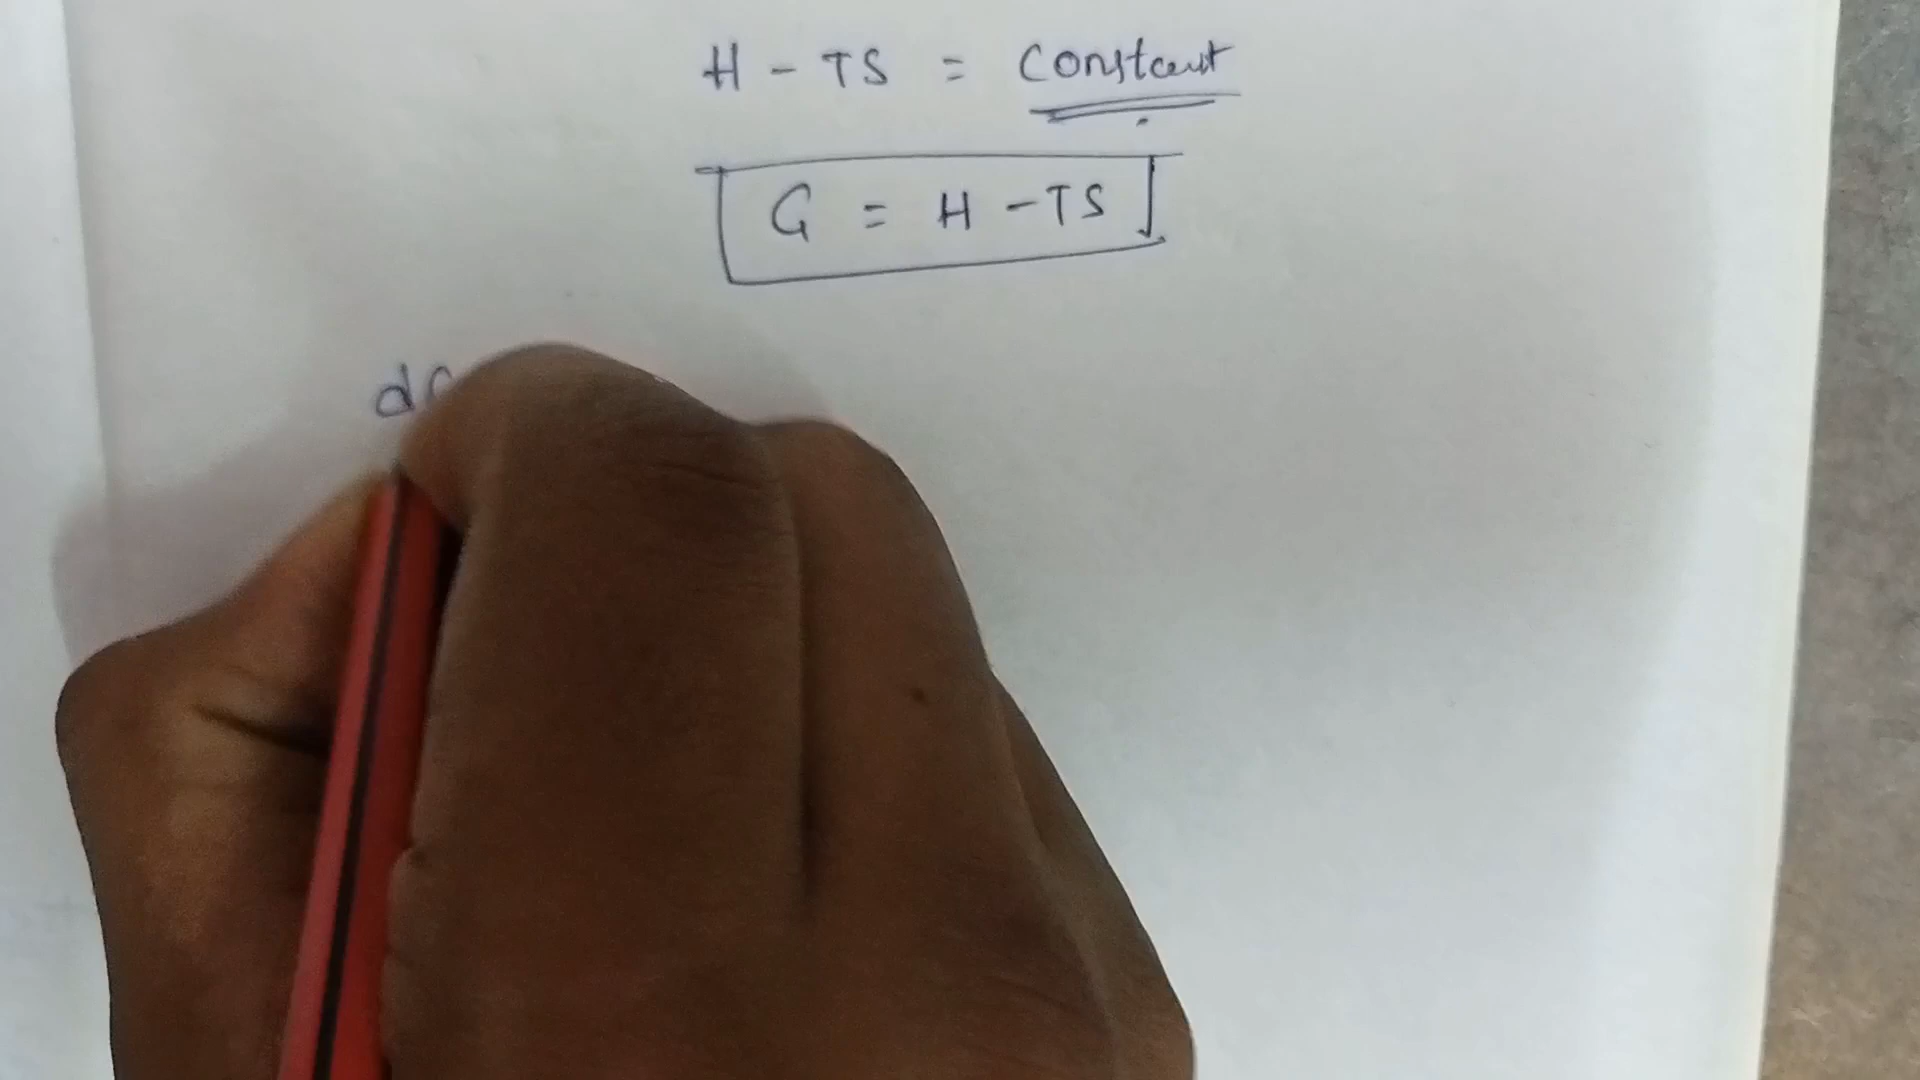 H - TS = Constant
G = H - TS
d